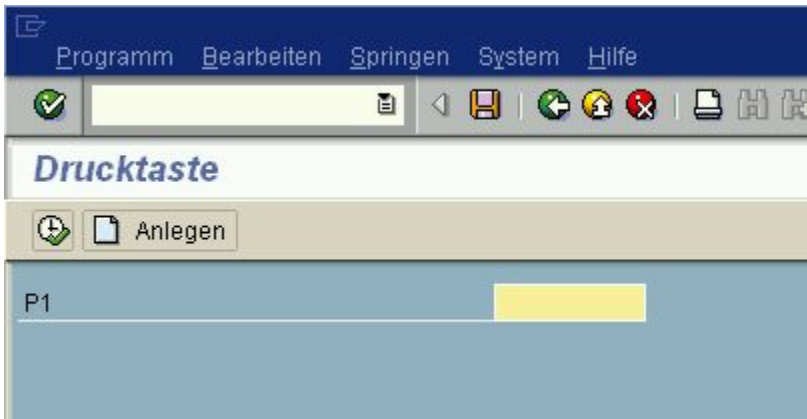 Programm Bearbeiten Springen System Hilfe
Drucktaste
Anlegen
P1